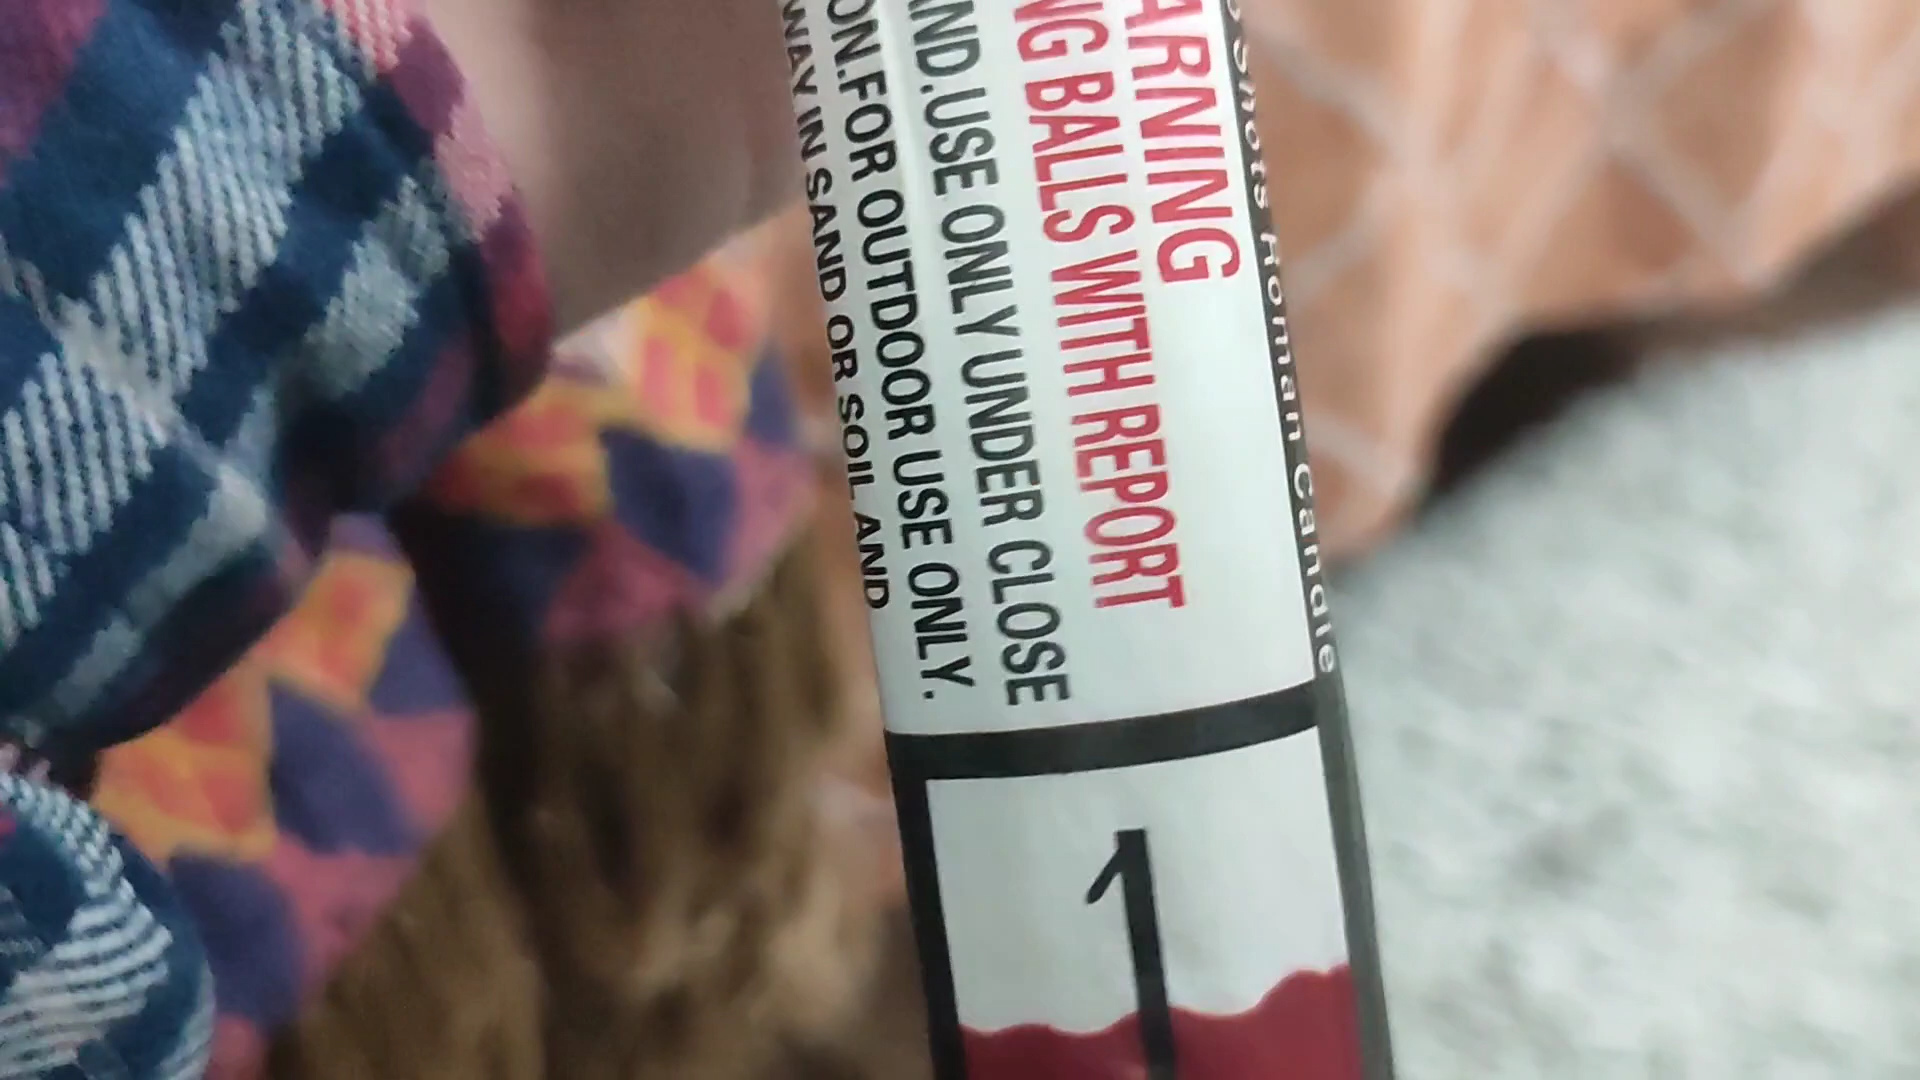 Shots Roman Candle
ARNING
NG BALLS WITH REPORT
AND.USE ONLY UNDER CLOSE
ON.FOR OUTDOOR USE ONLY.
WAY IN SAND OR SOIL AND
1